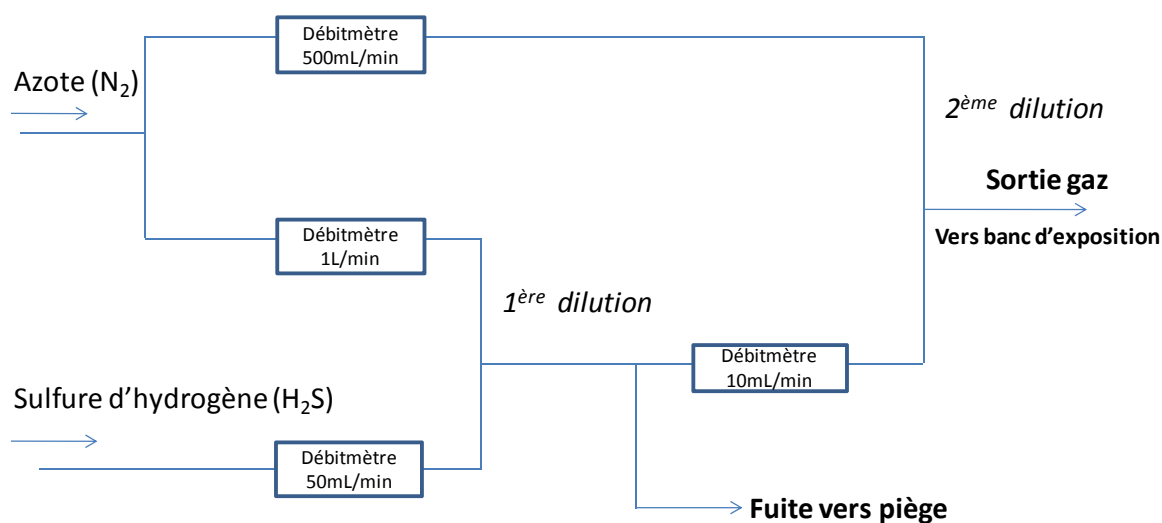 Débitmètre
500mL/min
Azote (N₂)
2ème dilution
Sortie gaz
Vers banc d'exposition
Débitmètre
1L/min
1ère dilution
Débitmètre
10mL/min
Sulfure d'hydrogène (H₂S)
Débitmètre
50mL/min
Fuite vers piège